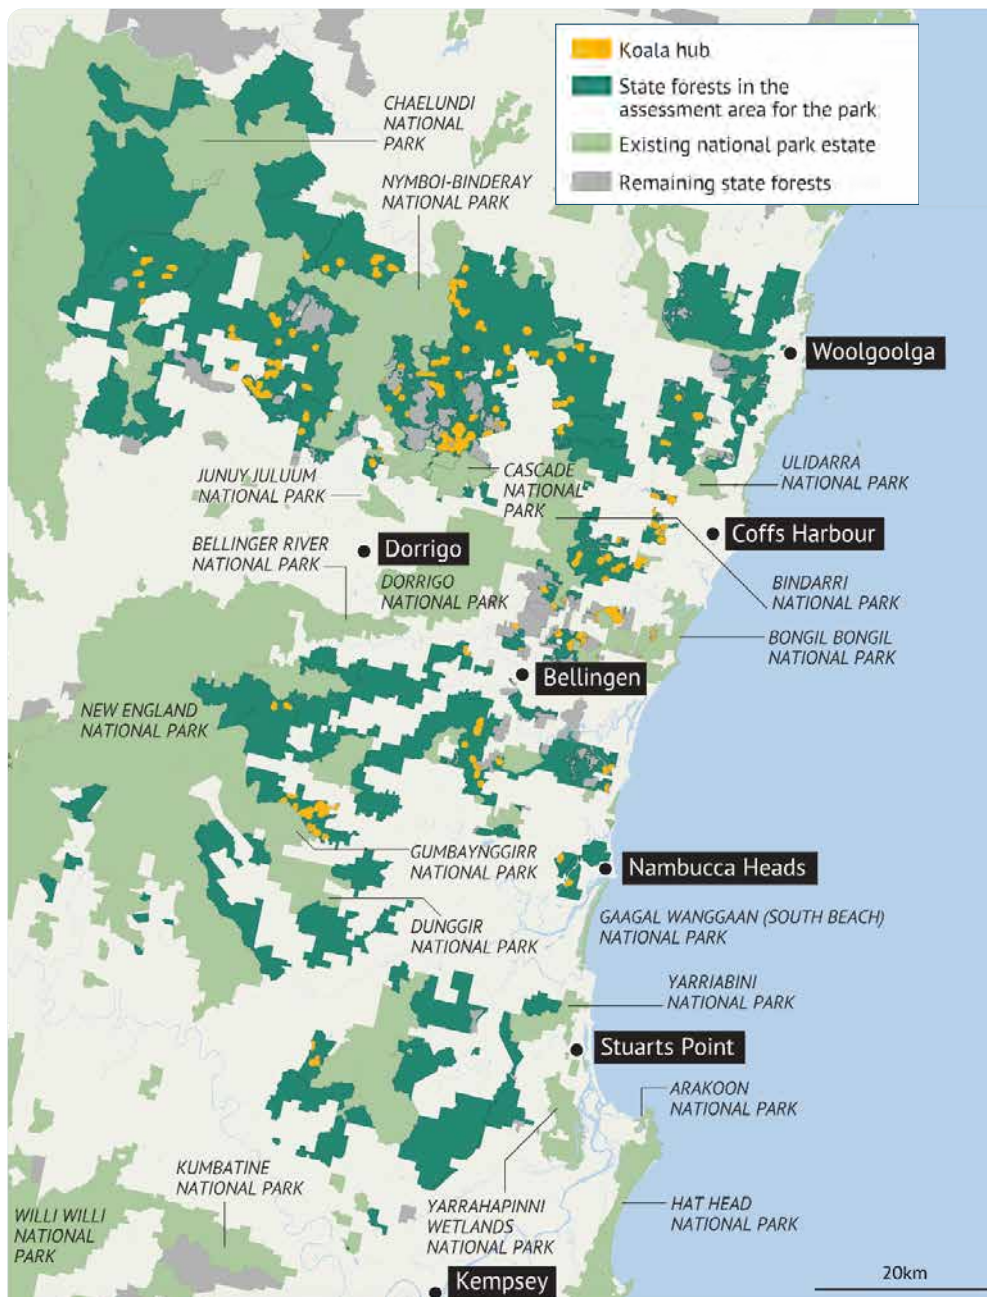 Koala hub
State forests in the
assessment area for the park
Existing national park estate
Remaining state forests
CHAELUNDI
NATIONAL
PARK
NYMBOI-BINDERAY
NATIONAL PARK
Woolgoolga
JUNUY JULUUM
NATIONAL PARK
CASCADE
NATIONAL
PARK
ULIDARRA
NATIONAL PARK
BELLINGER RIVER
NATIONAL PARK
Dorrigo
Coffs Harbour
DORRIGO
NATIONAL PARK
BINDARRI
NATIONAL PARK
BONGIL BONGIL
NATIONAL PARK
Bellingen
NEW ENGLAND
NATIONAL PARK
GUMBAYNGGIRR
NATIONAL PARK
Nambucca Heads
DUNGGIR
NATIONAL PARK
GAAGAL WANGGAAN (SOUTH BEACH)
NATIONAL PARK
YARRIABINI
NATIONAL PARK
Stuarts Point
ARAKOON
NATIONAL PARK
KUMBATINE
NATIONAL PARK
WILLI WILLI
NATIONAL
PARK
YARRAHAPINNI
WETLANDS
NATIONAL PARK
HAT HEAD
NATIONAL PARK
Kempsey
20km